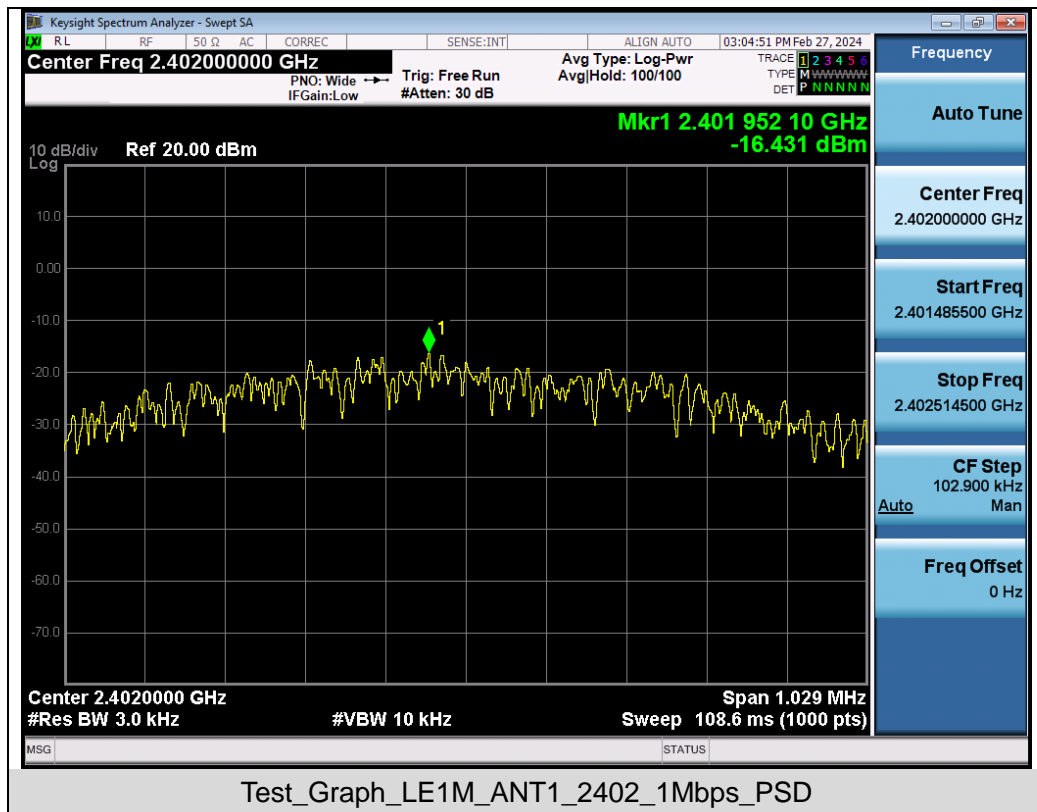 Keysight Spectrum Analyzer - Swept SA
LXI RL RF 50 Ω AC CORREC SENSE:INT ALIGN AUTO 03:04:51 PM Feb 27, 2024
Center Freq 2.402000000 GHz
PNO: Wide
IFGain:Low
Trig: Free Run
#Atten: 30 dB
Avg Type: Log-Pwr
Avg|Hold: 100/100
TRACE 1 2 3 4 5 6
TYPE M WWWWW
DET P N N N N N
Mkr1 2.401 952 10 GHz
-16.431 dBm
10 dB/div Ref 20.00 dBm
Log
10.0
0.00
-10.0
-20.0
-30.0
-40.0
-50.0
-60.0
-70.0
1
Center 2.4020000 GHz Span 1.029 MHz
#Res BW 3.0 kHz #VBW 10 kHz Sweep 108.6 ms (1000 pts)
MSG STATUS
Frequency
Auto Tune
Center Freq
2.402000000 GHz
Start Freq
2.401485500 GHz
Stop Freq
2.402514500 GHz
CF Step
102.900 kHz
Auto Man
Freq Offset
0 Hz
Test_Graph_LE1M_ANT1_2402_1Mbps_PSD